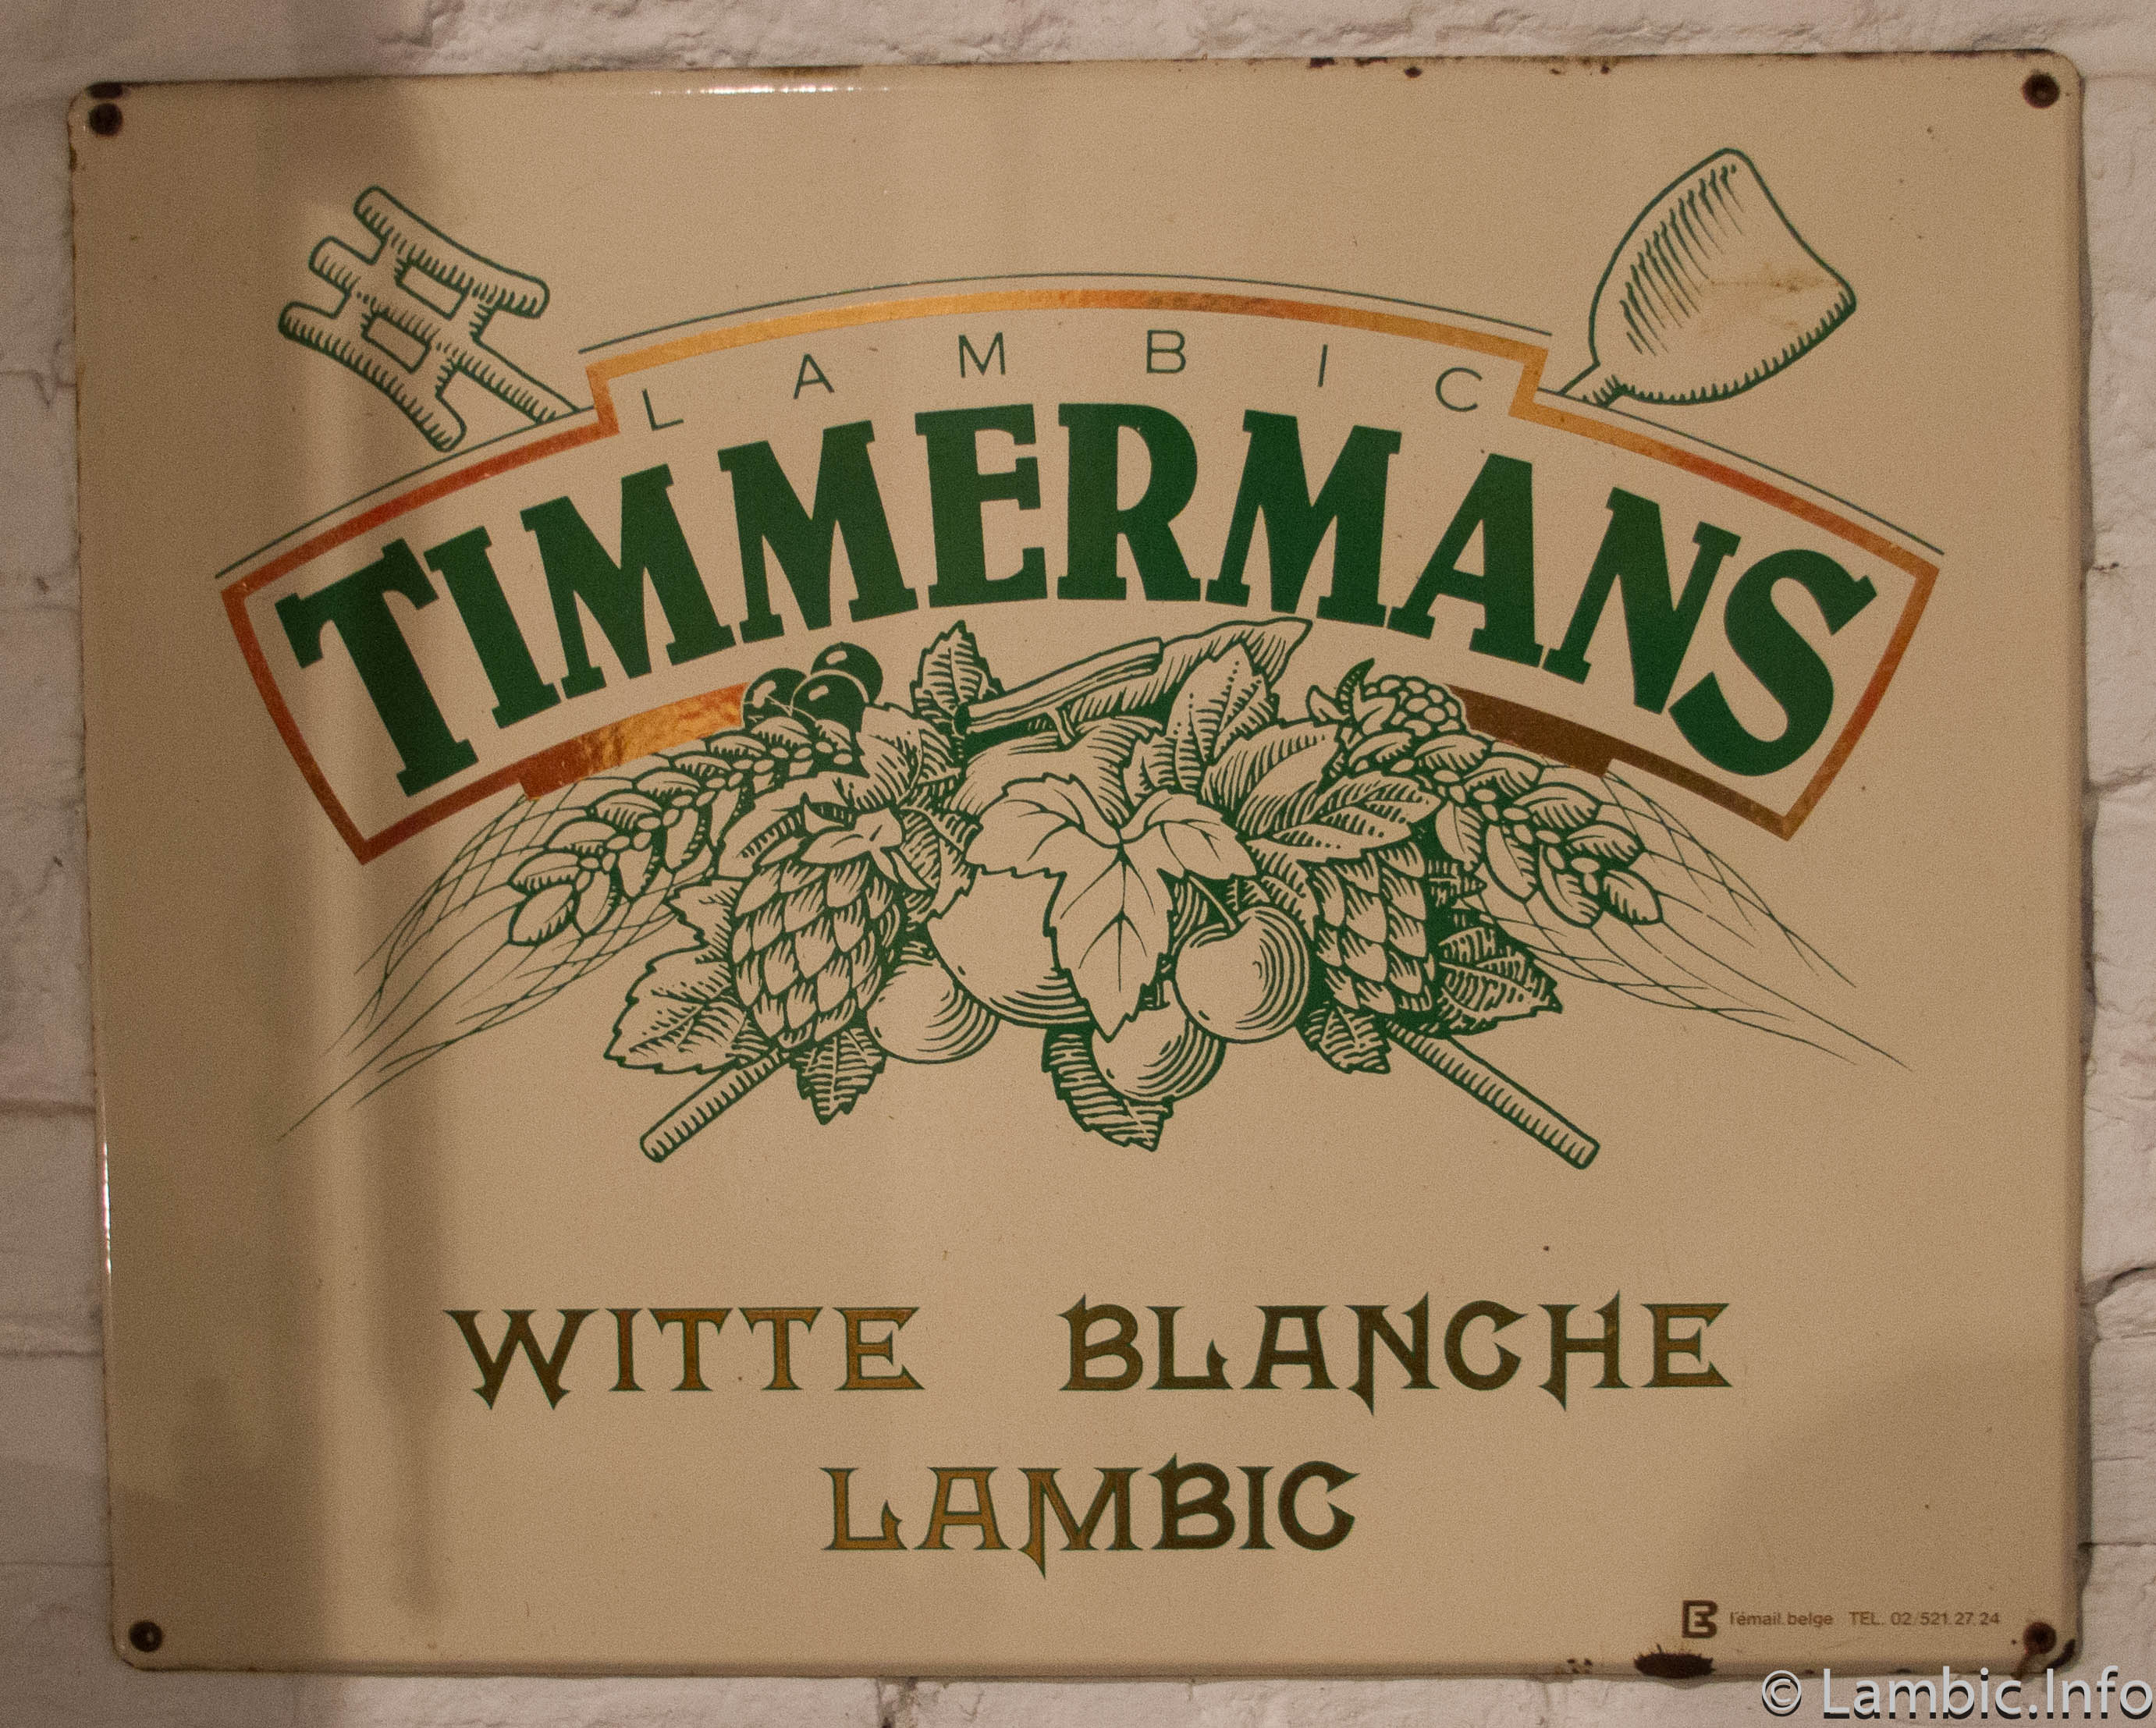 LAMBIC
TIMMERMANS
WITTE BLANCHE
LAMBIC
l'émail.belge TEL. 02/521.27.24
© Lambic.Info